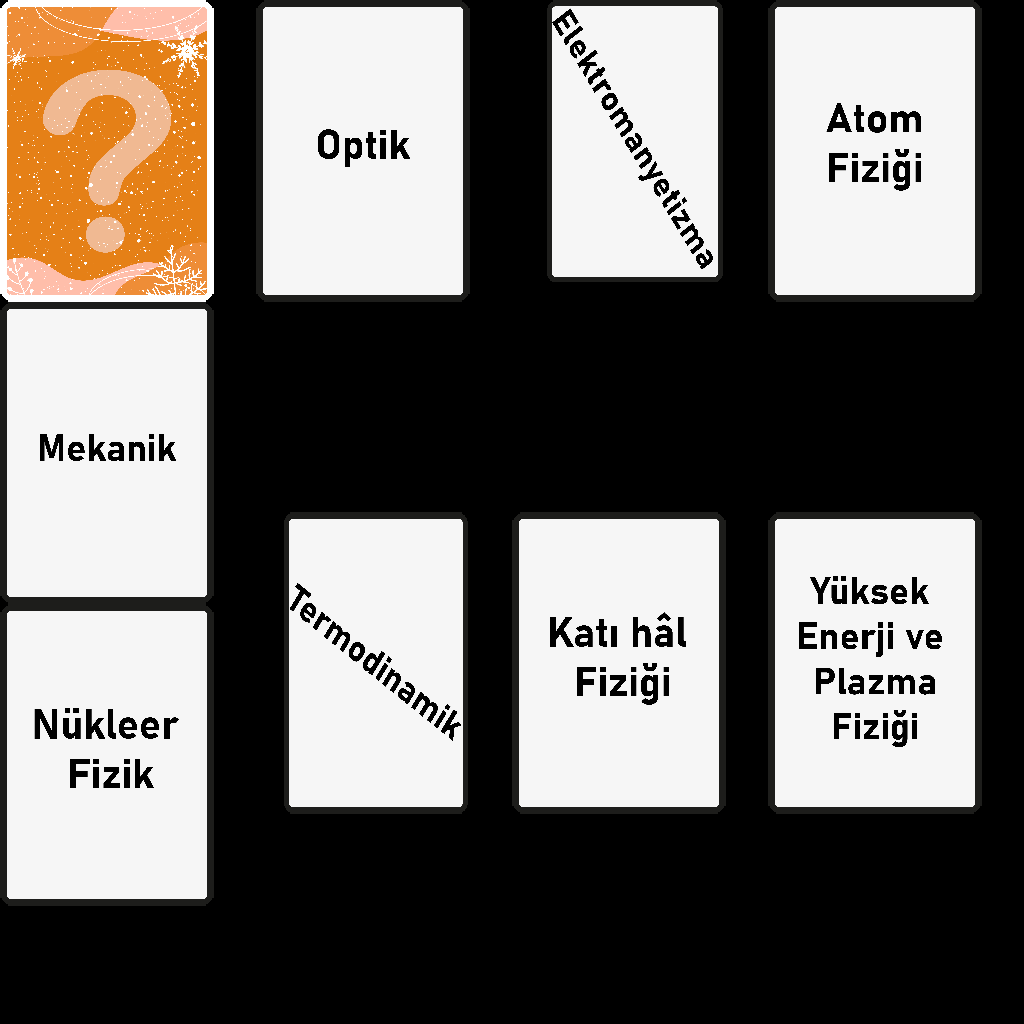 ?
Optik
Elektromanyetizma
Atom
Fiziği
Mekanik
Termodinamik
Katı hâl
Fiziği
Yüksek
Enerji ve
Plazma
Fiziği
Nükleer
Fizik